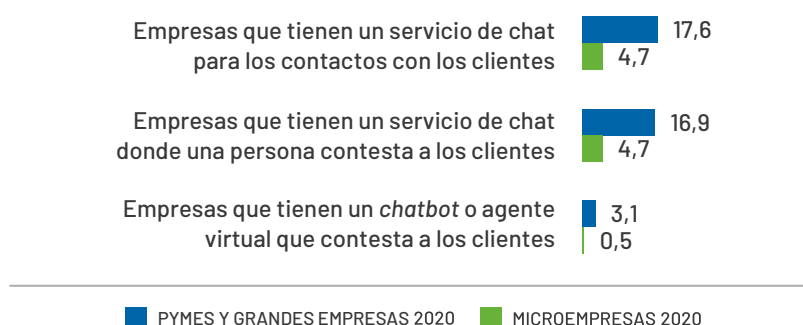 Empresas que tienen un servicio de chat
para los contactos con los clientes
17,6
4,7
Empresas que tienen un servicio de chat
donde una persona contesta a los clientes
16,9
4,7
Empresas que tienen un chatbot o agente
virtual que contesta a los clientes
3,1
0,5
PYMES Y GRANDES EMPRESAS 2020
MICROEMPRESAS 2020